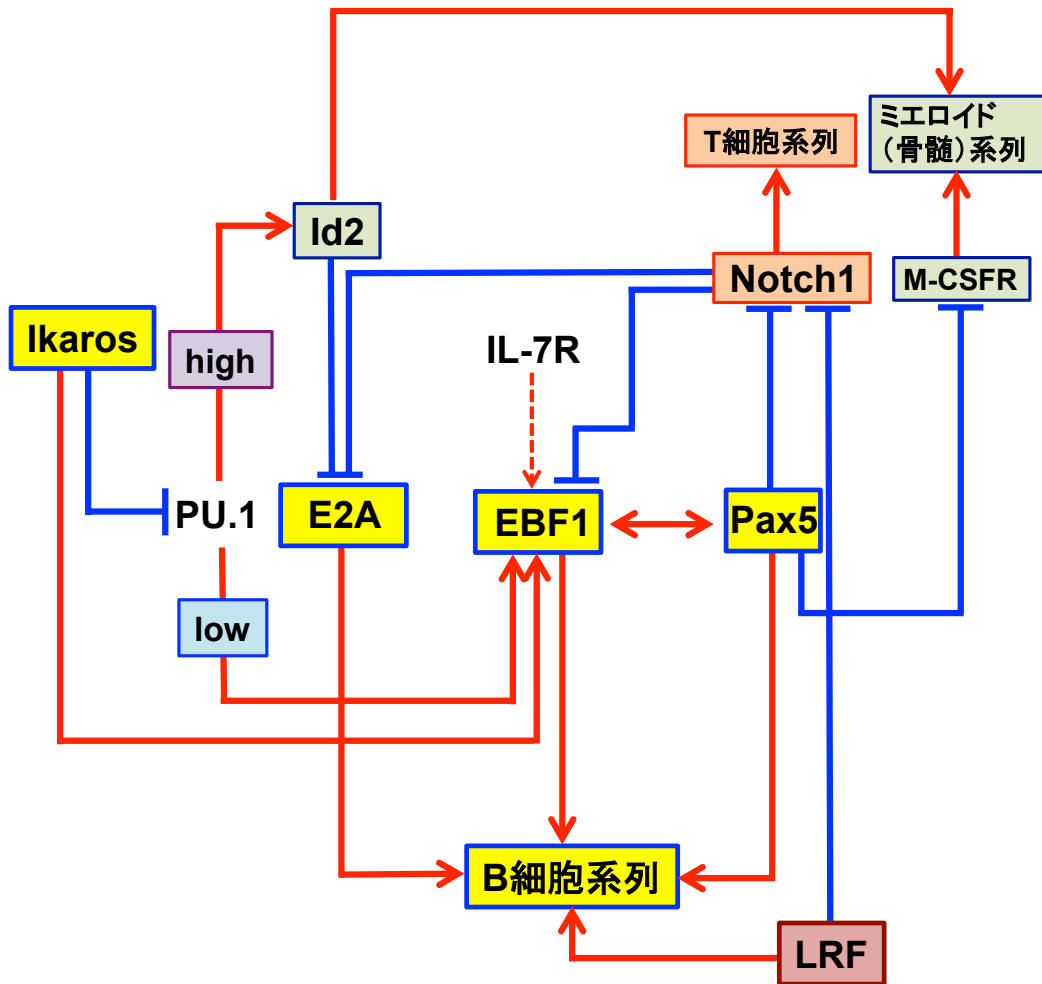 ミエロイド
(骨髄)系列
T細胞系列
Id2
Notch1
M-CSFR
Ikaros
high
IL-7R
PU.1
E2A
EBF1
Pax5
low
B細胞系列
LRF